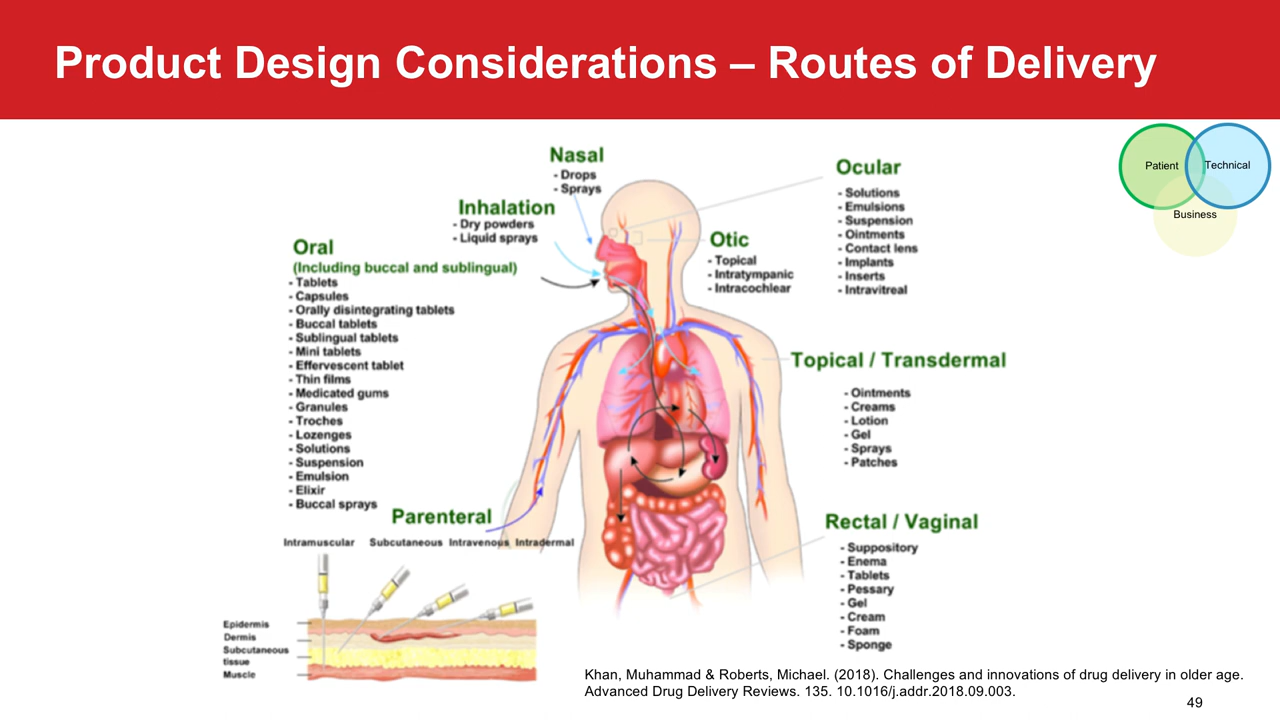 Product Design Considerations – Routes of Delivery
Patient
Technical
Business
Nasal
- Drops
- Sprays
Inhalation
- Dry powders
- Liquid sprays
Oral
(Including buccal and sublingual)
- Tablets
- Capsules
- Orally disintegrating tablets
- Buccal tablets
- Sublingual tablets
- Mini tablets
- Effervescent tablet
- Thin films
- Medicated gums
- Granules
- Troches
- Lozenges
- Solutions
- Suspension
- Emulsion
- Elixir
- Buccal sprays
Ocular
- Solutions
- Emulsions
- Suspension
- Ointments
- Contact lens
- Implants
- Inserts
- Intravitreal
Otic
- Topical
- Intratympanic
- Intracochlear
Topical / Transdermal
- Ointments
- Creams
- Lotion
- Gel
- Sprays
- Patches
Rectal / Vaginal
- Suppository
- Enema
- Tablets
- Pessary
- Gel
- Cream
- Foam
- Sponge
Parenteral
Intramuscular Subcutaneous Intravenous Intradermal
Epidermis
Dermis
Subcutaneous
tissue
Muscle
Khan, Muhammad & Roberts, Michael. (2018). Challenges and innovations of drug delivery in older age.
Advanced Drug Delivery Reviews. 135. 10.1016/j.addr.2018.09.003.
49